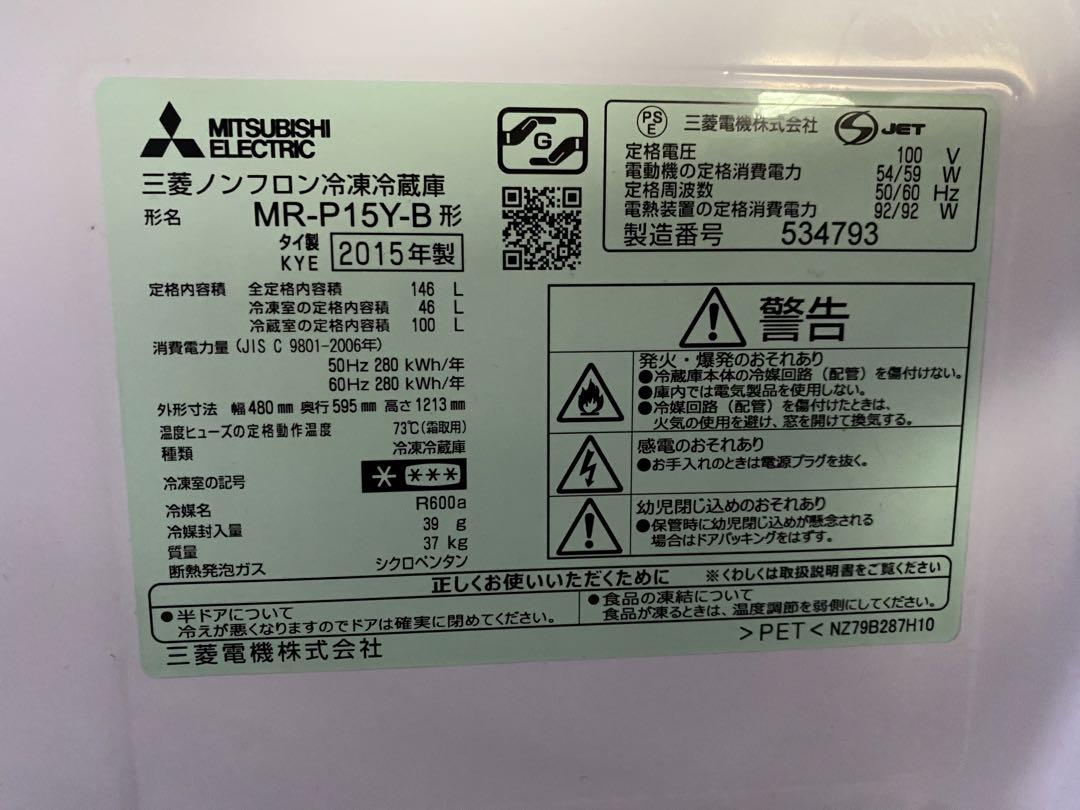 MITSUBISHI
ELECTRIC
三菱ノンフロン冷凍冷蔵庫
形名 MR-P15Y-B 形
タイ製
KYE 2015年製
G
PSE 三菱電機株式会社 JET
定格電圧 100 V
電動機の定格消費電力 54/59 W
定格周波数 50/60 Hz
電熱装置の定格消費電力 92/92 W
製造番号 534793
定格内容積 全定格内容積 146 L
冷凍室の定格内容積 46 L
冷蔵室の定格内容積 100 L
消費電力量 (JIS C 9801-2006年)
50Hz 280 kWh/年
60Hz 280 kWh/年
外形寸法 幅 480 mm 奥行 595 mm 高さ 1213 mm
温度ヒューズの定格動作温度 73℃(霜取用)
種類 冷凍冷蔵庫
冷凍室の記号 * ***
冷媒名 R600a
冷媒封入量 39 g
質量 37 kg
断熱発泡ガス シクロペンタン
警告
発火・爆発のおそれあり
●冷蔵庫本体の冷媒回路(配管)を傷付けない。
●庫内では電気製品を使用しない。
●冷媒回路(配管)を傷付けたときは、
火気の使用を避け、窓を開けて換気する。
感電のおそれあり
●お手入れのときは電源プラグを抜く。
幼児閉じ込めのおそれあり
●保管時に幼児閉じ込めが懸念される
場合はドアパッキングをはずす。
正しくお使いいただくために ※くわしくは取扱説明書をご覧ください
●半ドアについて
冷えが悪くなりますのでドアは確実に閉めてください。
●食品の凍結について
食品が凍るときは、温度調節を弱側にしてください。
三菱電機株式会社
>PET< NZ79B287H10